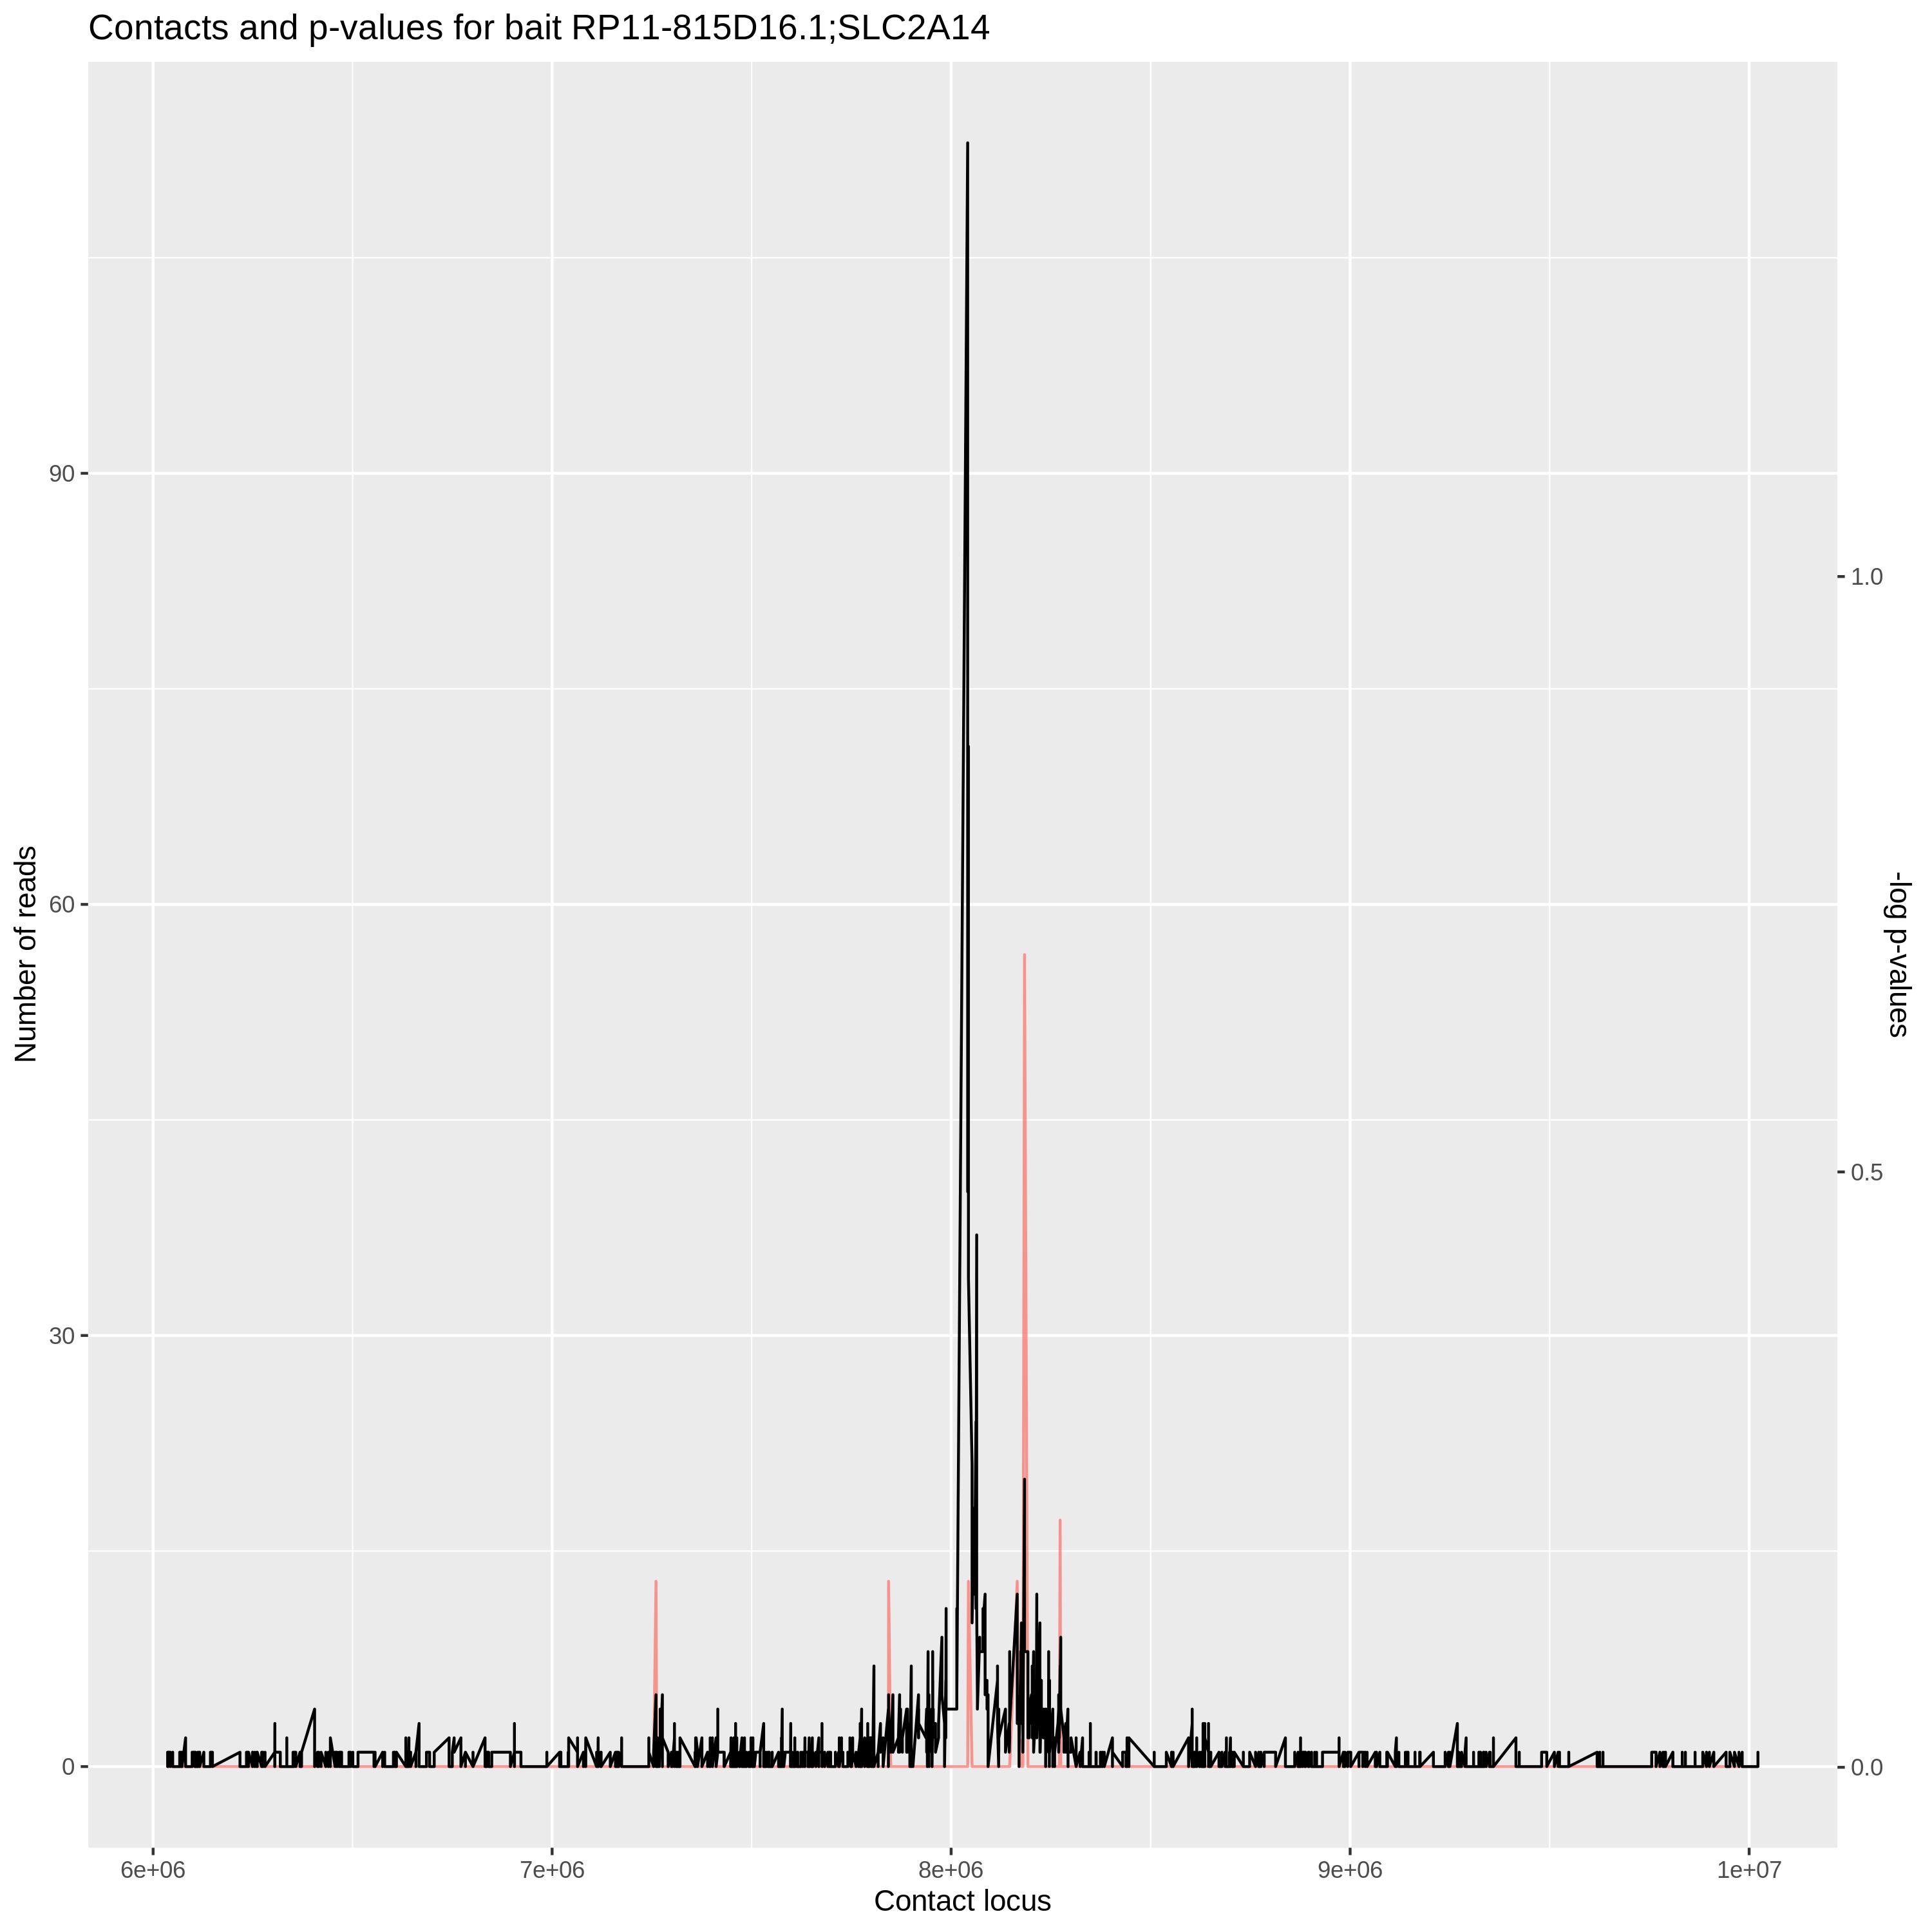 Contacts and p-values for bait RP11-815D16.1;SLC2A14
Number of reads
90
60
30
0
1.0
0.5
0.0
-log p-values
6e+06 7e+06 8e+06 9e+06 1e+07
Contact locus